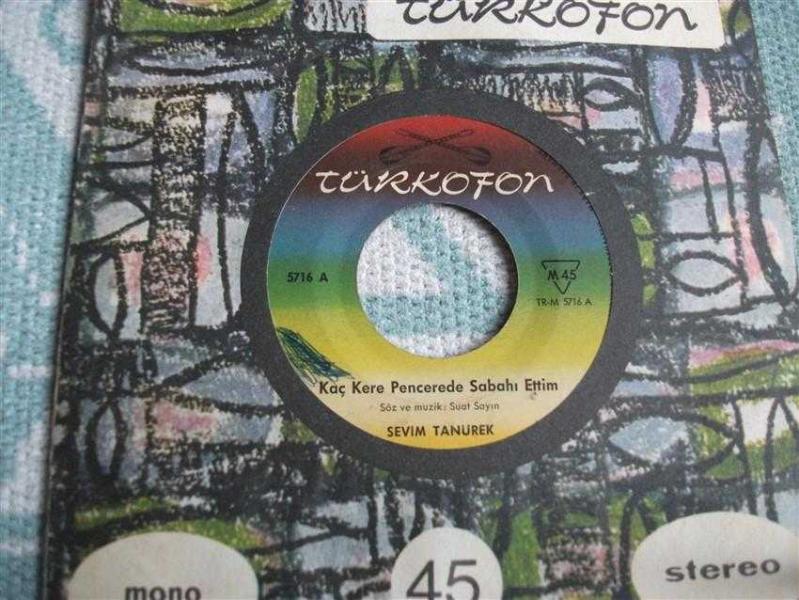 türkofon
TÜRKOFON
5716 A
M 45
TR-M 5716 A
Kaç Kere Pencerede Sabahı Ettim
Söz ve muzik: Suat Sayın
SEVIM TANUREK
mono
45
stereo